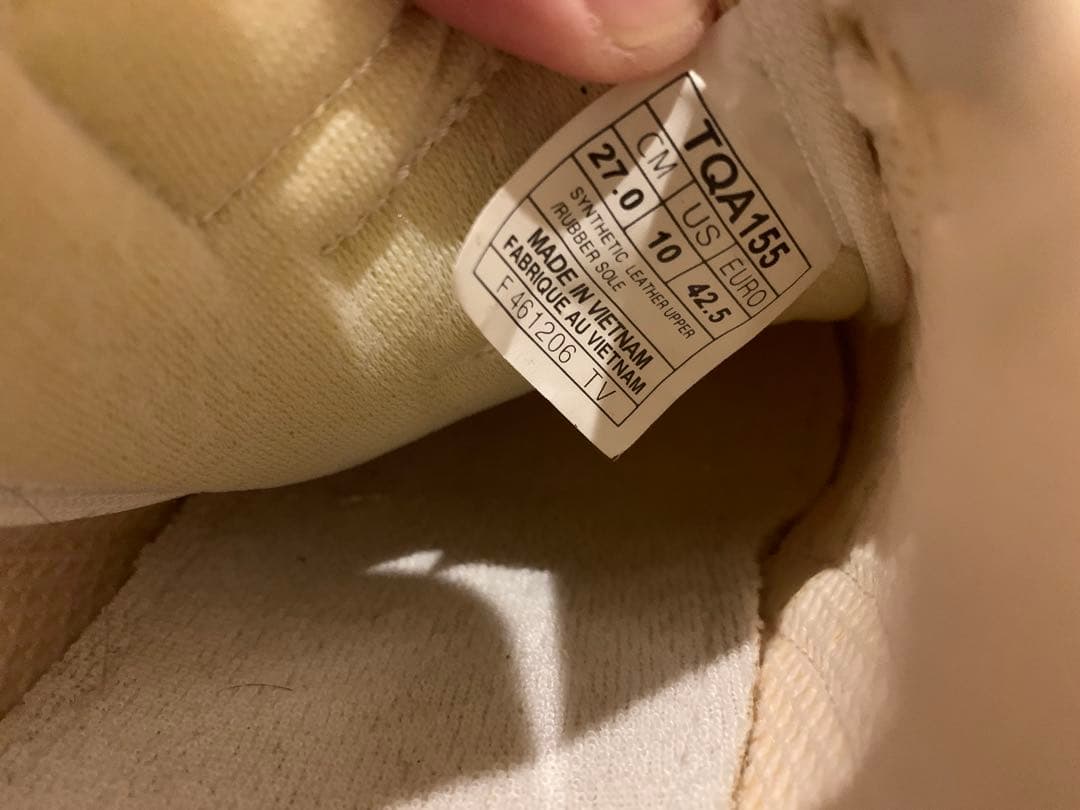 TQA155
CM US EURO
27.0 10 42.5
SYNTHETIC LEATHER UPPER
/RUBBER SOLE
MADE IN VIETNAM
FABRIQUE AU VIETNAM
F 461206 TV